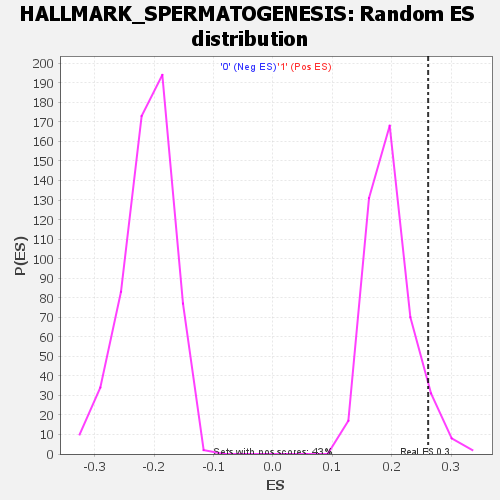 HALLMARK_SPERMATOGENESIS: Random ES
distribution
'0' (Neg ES)'1' (Pos ES)
200
190
180
170
160
150
140
130
120
110
100
90
80
70
60
50
40
30
20
10
0
P(ES)
Sets with pos scores: 43%
Real ES 0.3
-0.3 -0.2 -0.1 0.0 0.1 0.2 0.3
ES